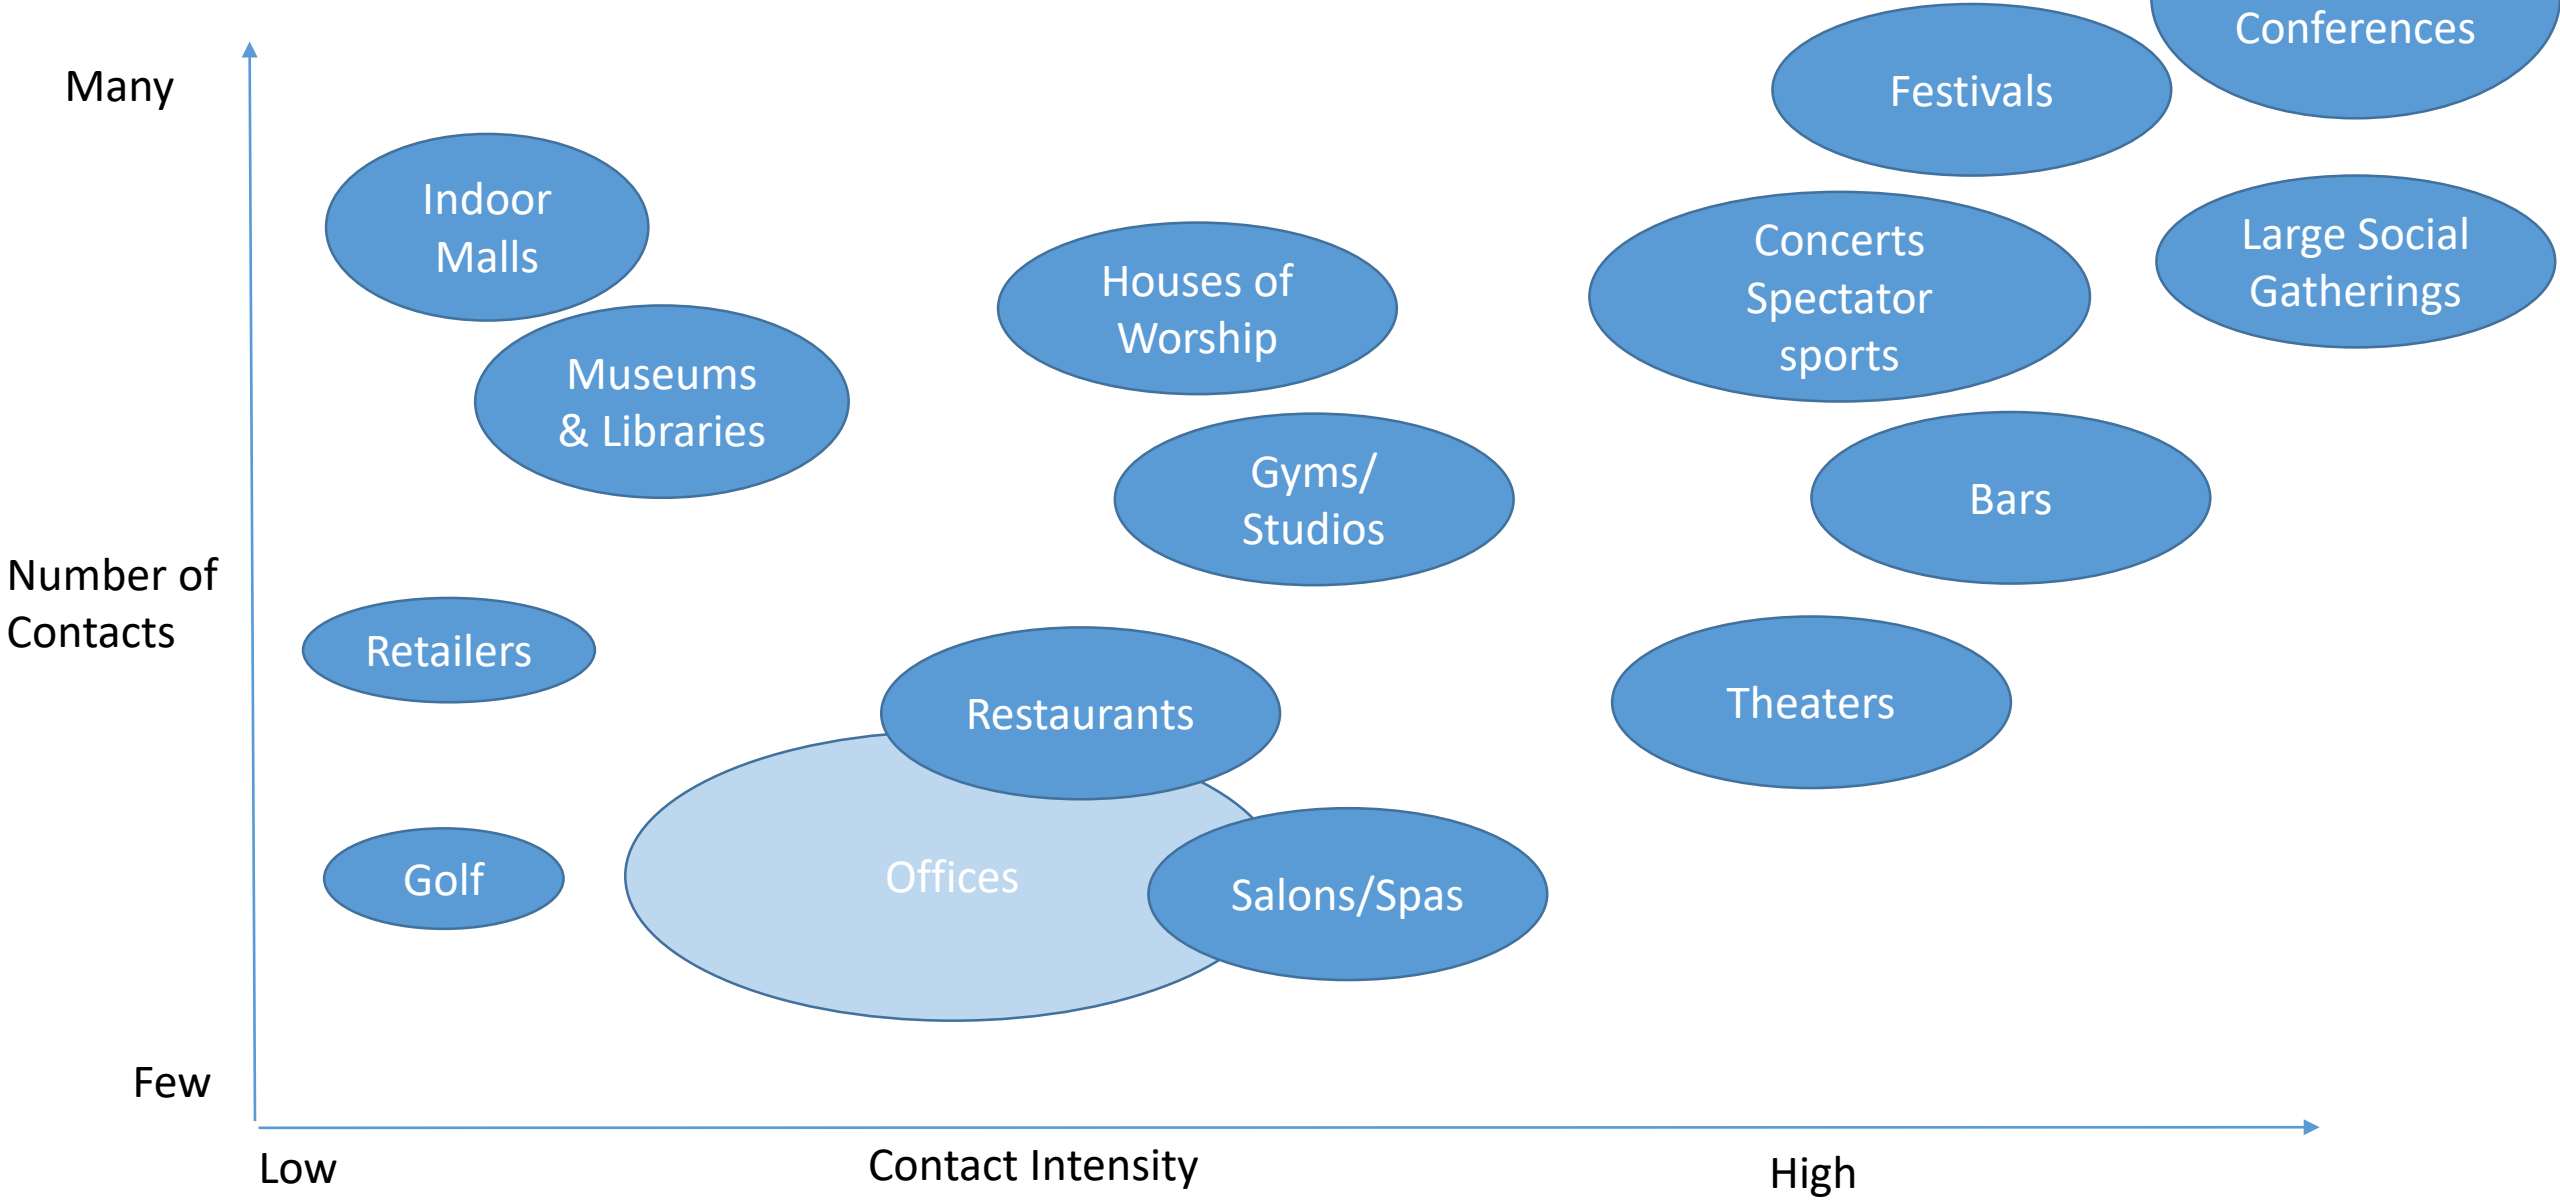 Conferences
Many
Festivals
Indoor
Malls
Concerts
Spectator
sports
Large Social
Gatherings
Houses of
Worship
Museums
& Libraries
Gyms/
Studios
Bars
Number of
Contacts
Retailers
Restaurants
Theaters
Golf
Offices
Salons/Spas
Few
Low
Contact Intensity
High